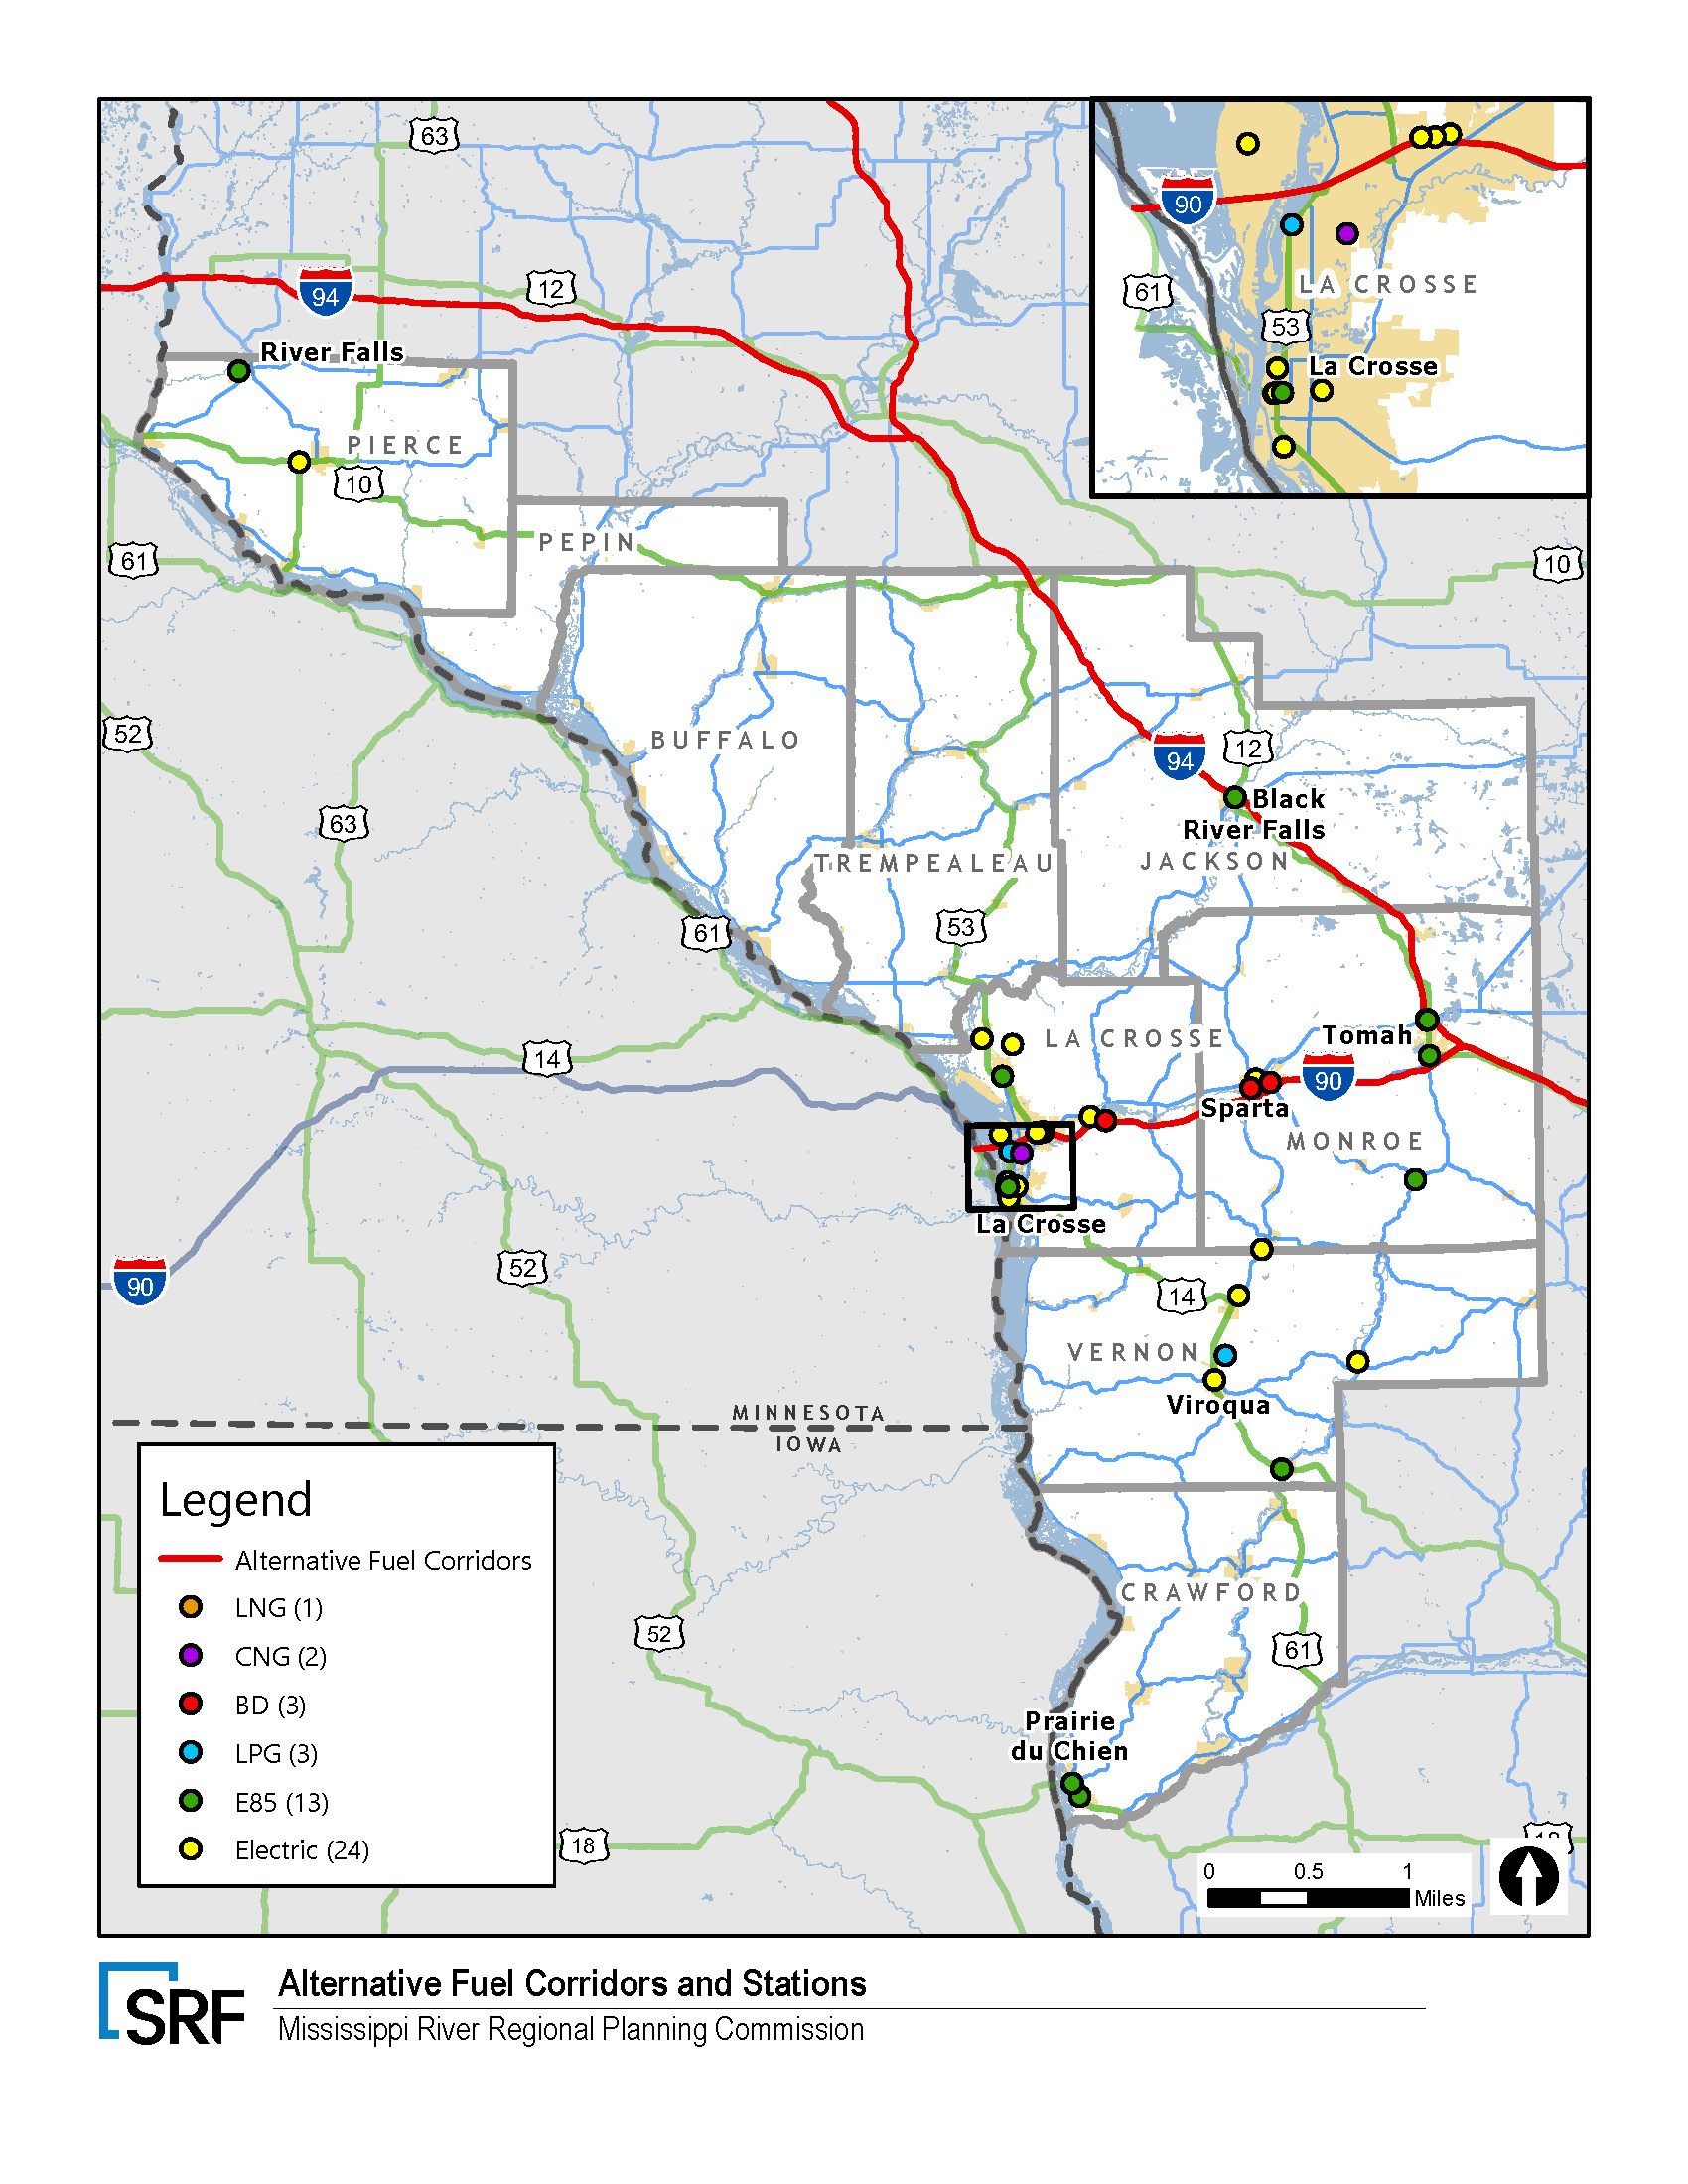 63
90
61
LA CROSSE
53
La Crosse
12
94
River Falls
PIERCE
10
PEPIN
61
10
52
BUFFALO
94
12
Black
River Falls
63
TREMPEALEAU
JACKSON
61
53
Tomah
LA CROSSE
14
90
Sparta
MONROE
La Crosse
52
90
14
VERNON
Viroqua
MINNESOTA
IOWA
Legend
Alternative Fuel Corridors
LNG (1)
CNG (2)
BD (3)
LPG (3)
E85 (13)
Electric (24)
CRAWFORD
52
61
Prairie
du Chien
18
0 0.5 1
Miles
SRF
Alternative Fuel Corridors and Stations
Mississippi River Regional Planning Commission